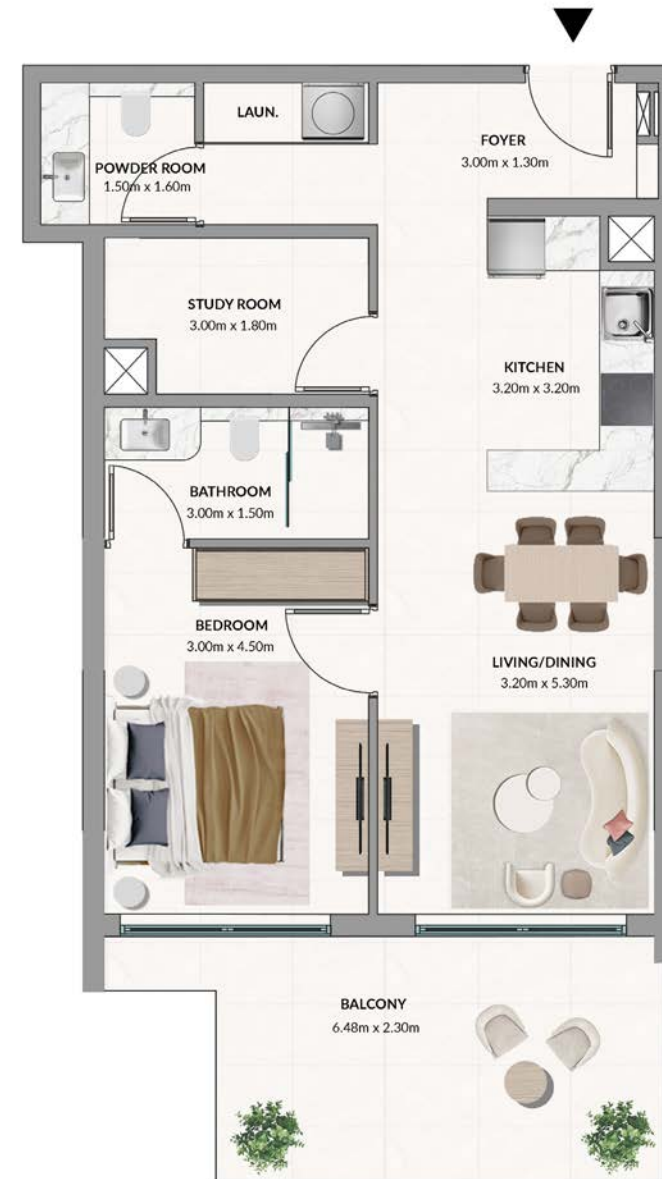 LAUN.
FOYER
3.00m x 1.30m
POWDER ROOM
1.50m x 1.60m
STUDY ROOM
3.00m x 1.80m
KITCHEN
3.20m x 3.20m
BATHROOM
3.00m x 1.50m
BEDROOM
3.00m x 4.50m
LIVING/DINING
3.20m x 5.30m
BALCONY
6.48m x 2.30m